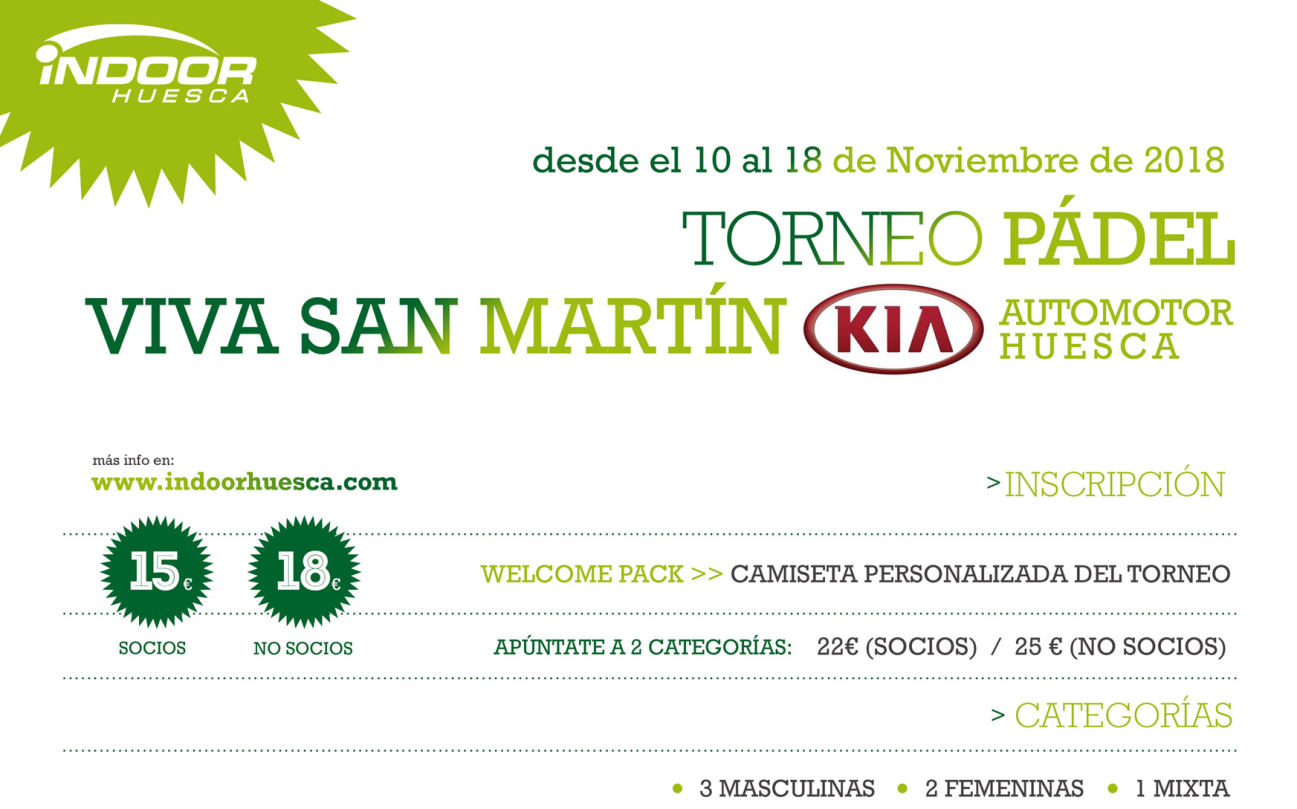 iNDOOR
HUESCA
desde el 10 al 18 de Noviembre de 2018
TORNEO PÁDEL
VIVA SAN MARTÍN KIA AUTOMOTOR
HUESCA
más info en:
www.indoorhuesca.com
> INSCRIPCIÓN
15€ 18€
SOCIOS NO SOCIOS
WELCOME PACK >> CAMISETA PERSONALIZADA DEL TORNEO
APÚNTATE A 2 CATEGORÍAS: 22€ (SOCIOS) / 25 € (NO SOCIOS)
> CATEGORÍAS
• 3 MASCULINAS • 2 FEMENINAS • 1 MIXTA